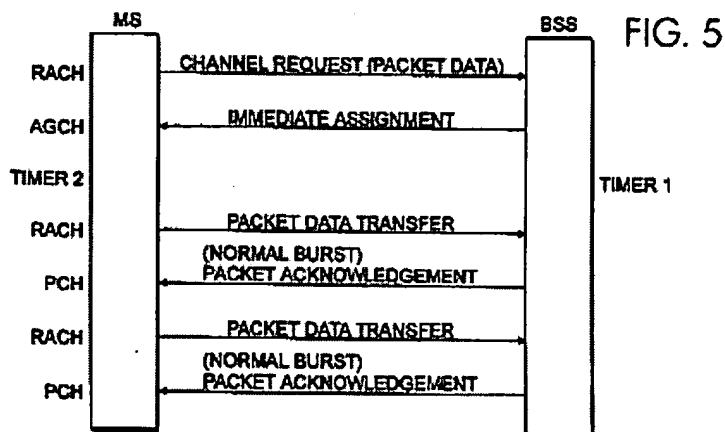 MS
BSS
FIG. 5
RACH
CHANNEL REQUEST (PACKET DATA)
AGCH
IMMEDIATE ASSIGNMENT
TIMER 2
TIMER 1
RACH
PACKET DATA TRANSFER
(NORMAL BURST)
PCH
PACKET ACKNOWLEDGEMENT
RACH
PACKET DATA TRANSFER
(NORMAL BURST)
PCH
PACKET ACKNOWLEDGEMENT